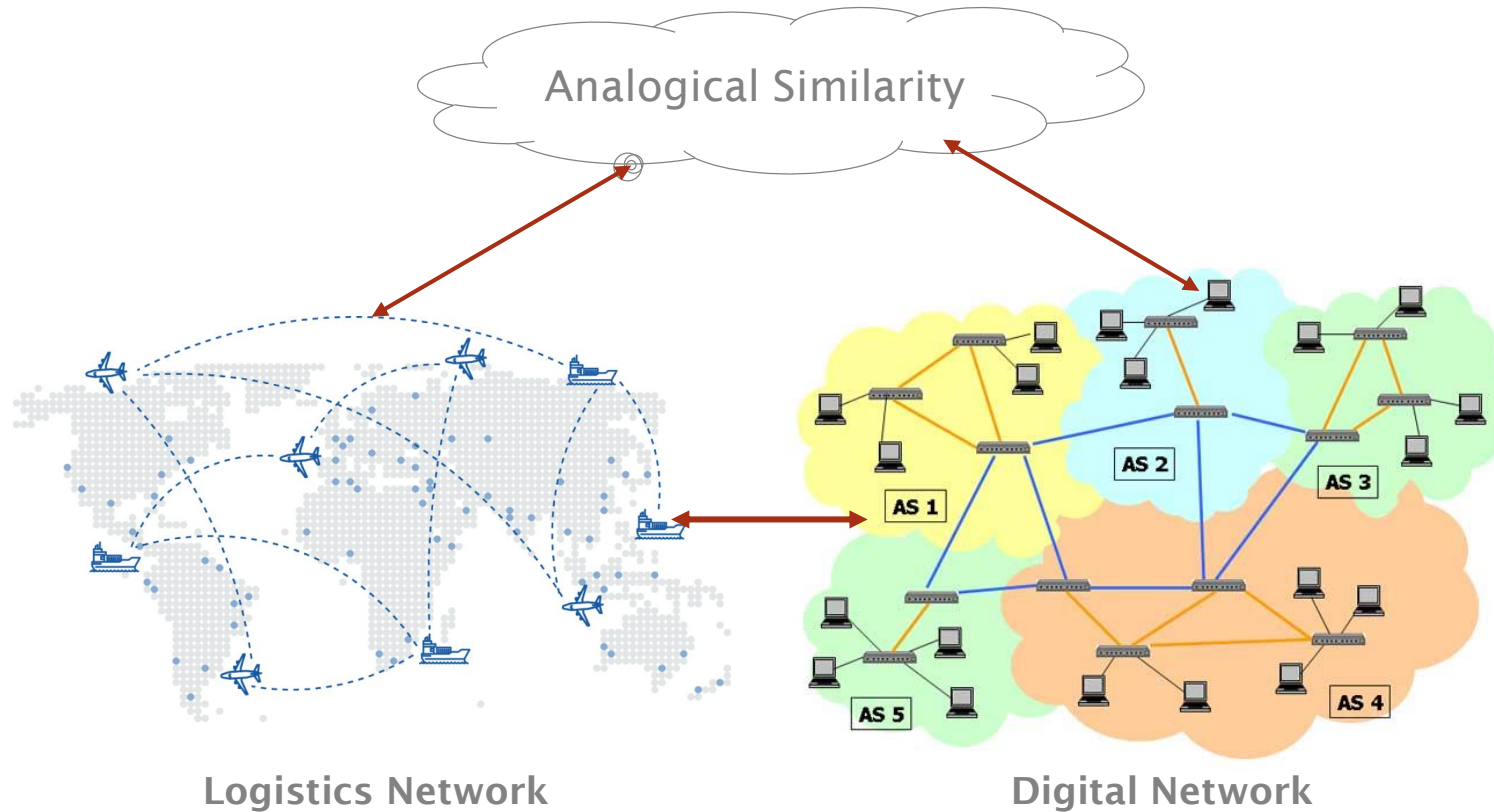 Analogical Similarity
AS 1
AS 2
AS 3
AS 4
AS 5
Logistics Network
Digital Network